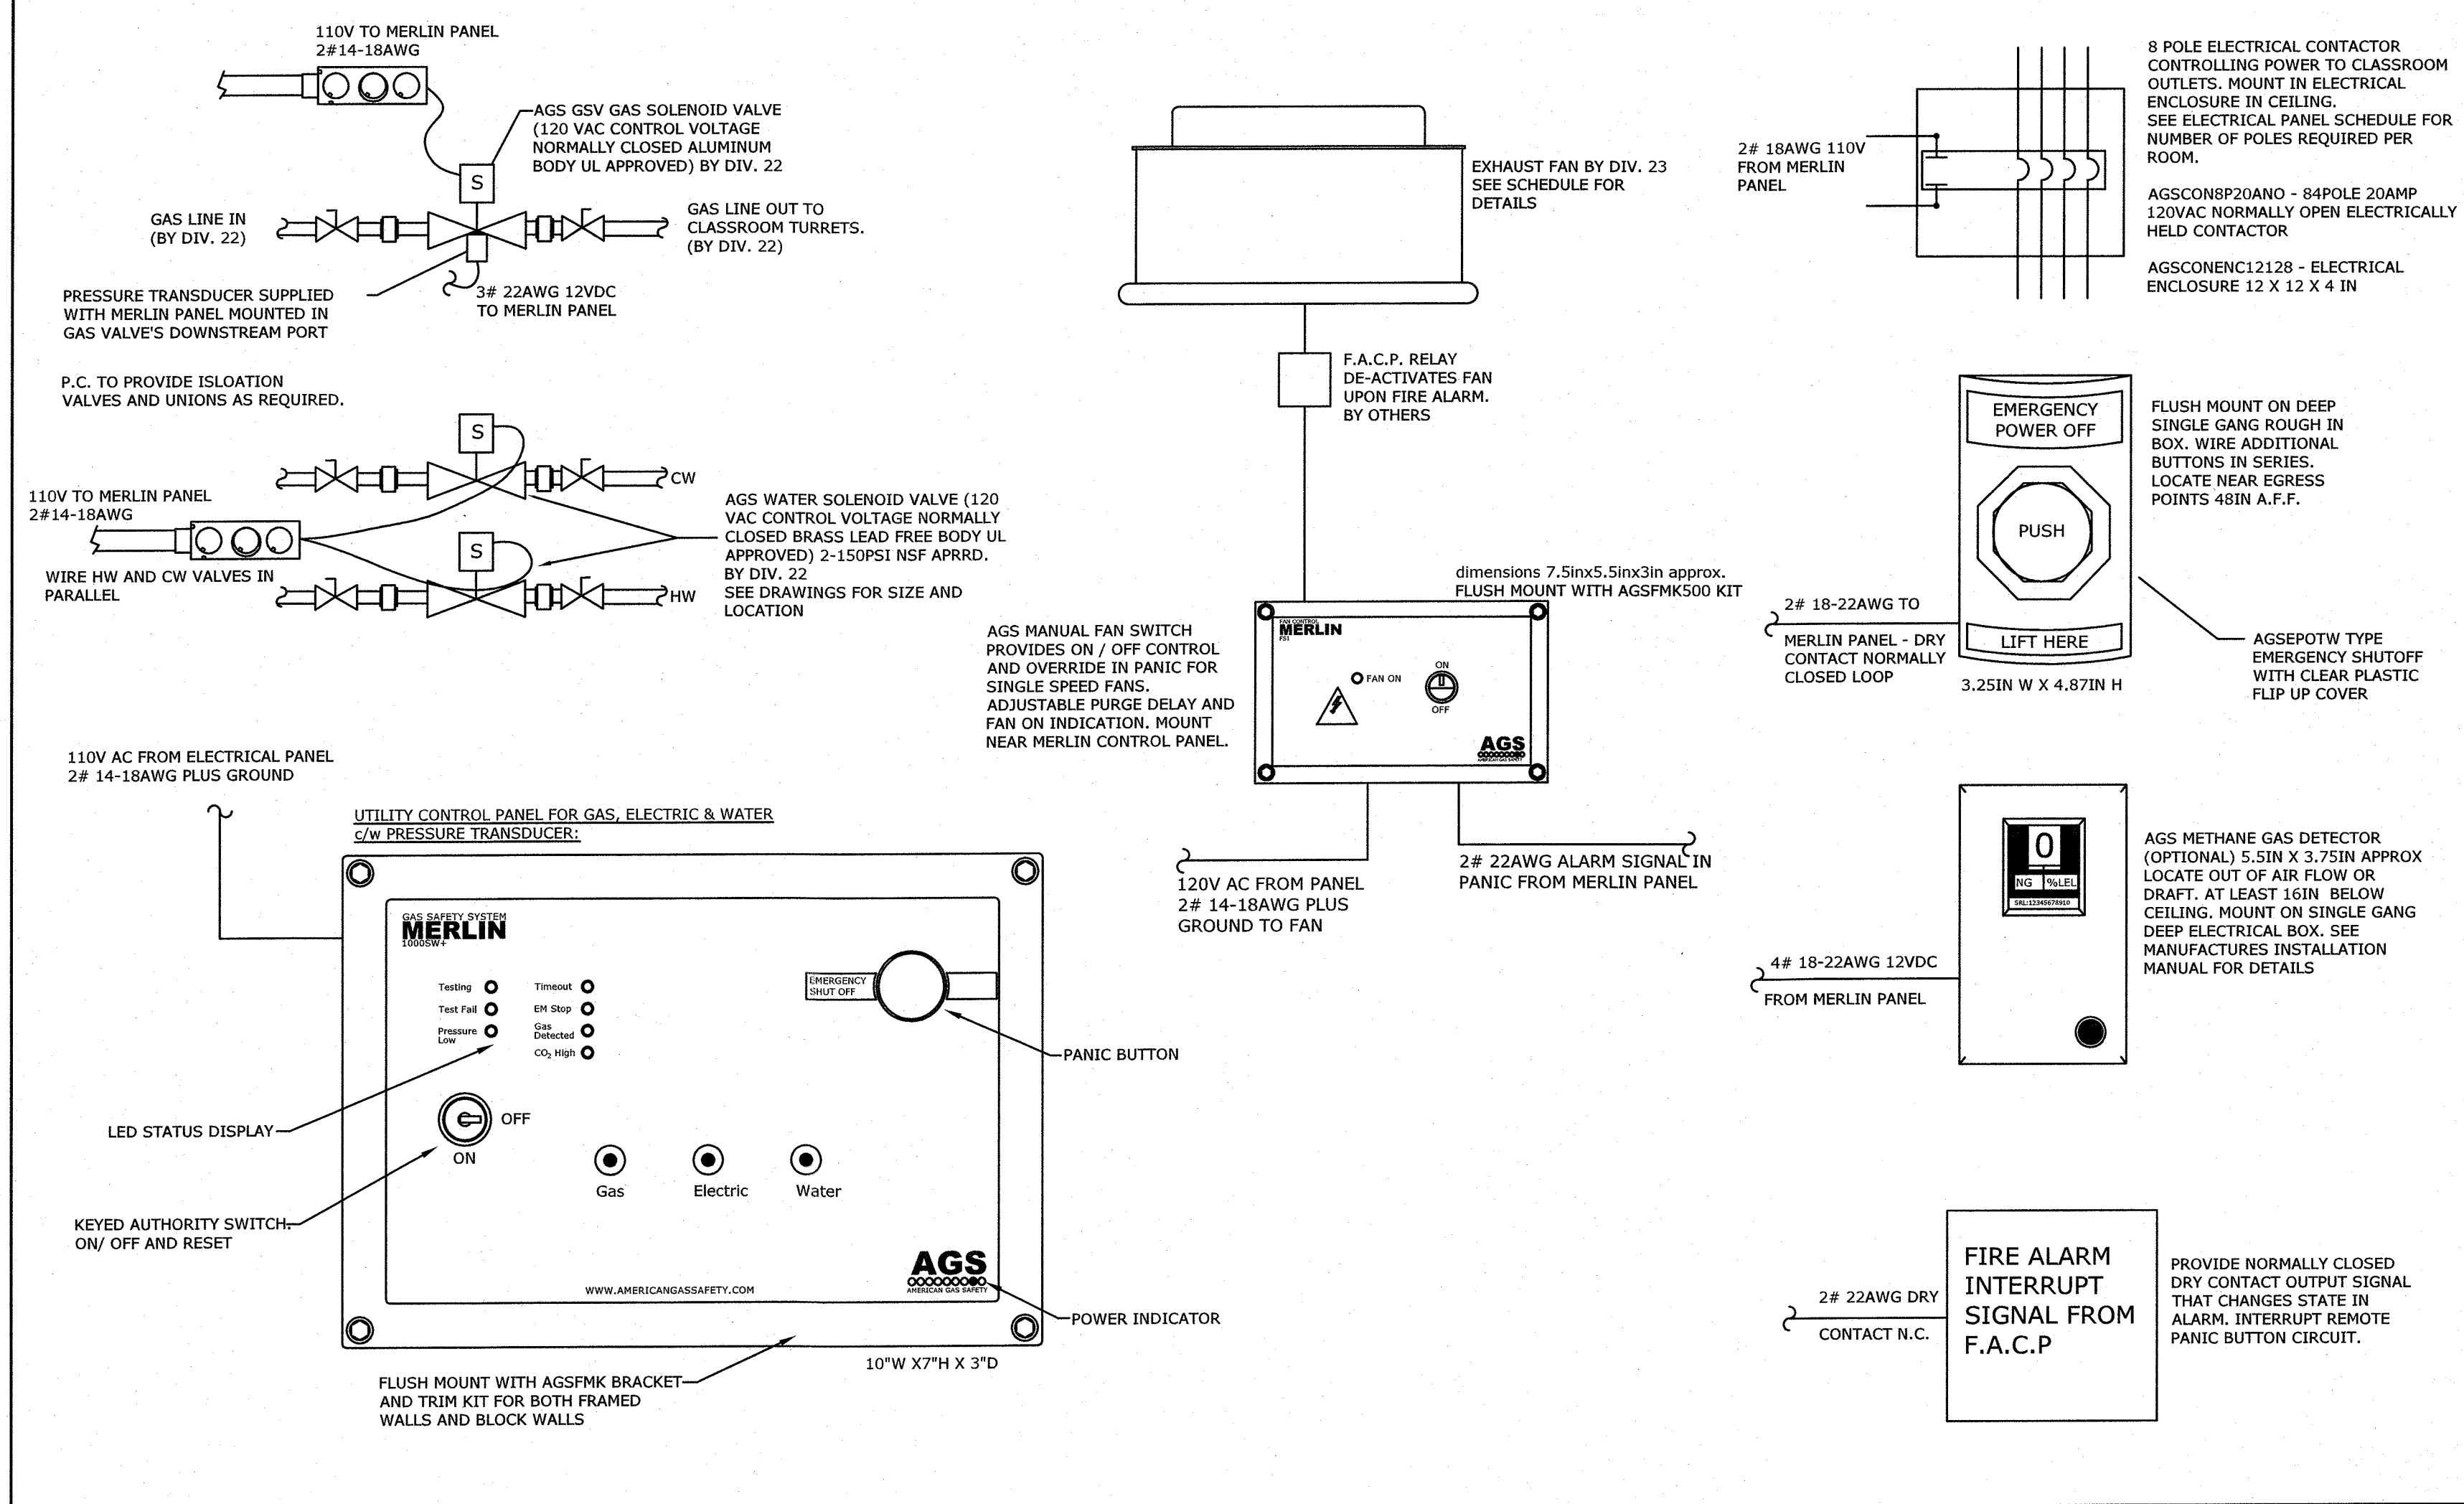 110V TO MERLIN PANEL
2#14-18AWG
AGS GSV GAS SOLENOID VALVE
(120 VAC CONTROL VOLTAGE
NORMALLY CLOSED ALUMINUM
BODY UL APPROVED) BY DIV. 22
S
GAS LINE IN
(BY DIV. 22)
GAS LINE OUT TO
CLASSROOM TURRETS.
(BY DIV. 22)
3# 22AWG 12VDC
TO MERLIN PANEL
PRESSURE TRANSDUCER SUPPLIED
WITH MERLIN PANEL MOUNTED IN
GAS VALVE'S DOWNSTREAM PORT
P.C. TO PROVIDE ISLOATION
VALVES AND UNIONS AS REQUIRED.
S
CW
110V TO MERLIN PANEL
2#14-18AWG
S
HW
WIRE HW AND CW VALVES IN
PARALLEL
AGS WATER SOLENOID VALVE (120
VAC CONTROL VOLTAGE NORMALLY
CLOSED BRASS LEAD FREE BODY UL
APPROVED) 2-150PSI NSF APRRD.
BY DIV. 22
SEE DRAWINGS FOR SIZE AND
LOCATION
110V AC FROM ELECTRICAL PANEL
2# 14-18AWG PLUS GROUND
UTILITY CONTROL PANEL FOR GAS, ELECTRIC & WATER
c/w PRESSURE TRANSDUCER:
GAS SAFETY SYSTEM
MERLIN
1000SW+
Testing
Test Fail
Pressure
Low
Timeout
EM Stop
Gas
Detected
CO₂ High
EMERGENCY
SHUT OFF
PANIC BUTTON
LED STATUS DISPLAY
OFF
ON
KEYED AUTHORITY SWITCH.
ON/ OFF AND RESET
Gas
Electric
Water
WWW.AMERICANGASSAFETY.COM
AGS
AMERICAN GAS SAFETY
POWER INDICATOR
10"W X7"H X 3"D
FLUSH MOUNT WITH AGSFMK BRACKET
AND TRIM KIT FOR BOTH FRAMED
WALLS AND BLOCK WALLS
EXHAUST FAN BY DIV. 23
SEE SCHEDULE FOR
DETAILS
F.A.C.P. RELAY
DE-ACTIVATES FAN
UPON FIRE ALARM.
BY OTHERS
dimensions 7.5inx5.5inx3in approx.
FLUSH MOUNT WITH AGSFMK500 KIT
AGS MANUAL FAN SWITCH
PROVIDES ON / OFF CONTROL
AND OVERRIDE IN PANIC FOR
SINGLE SPEED FANS.
ADJUSTABLE PURGE DELAY AND
FAN ON INDICATION. MOUNT
NEAR MERLIN CONTROL PANEL.
FAN CONTROL
MERLIN
FS1
FAN ON
ON
OFF
AGS
AMERICAN GAS SAFETY
120V AC FROM PANEL
2# 14-18AWG PLUS
GROUND TO FAN
2# 22AWG ALARM SIGNAL IN
PANIC FROM MERLIN PANEL
2# 18AWG 110V
FROM MERLIN
PANEL
8 POLE ELECTRICAL CONTACTOR
CONTROLLING POWER TO CLASSROOM
OUTLETS. MOUNT IN ELECTRICAL
ENCLOSURE IN CEILING.
SEE ELECTRICAL PANEL SCHEDULE FOR
NUMBER OF POLES REQUIRED PER
ROOM.
AGSCON8P20ANO - 84POLE 20AMP
120VAC NORMALLY OPEN ELECTRICALLY
HELD CONTACTOR
AGSCONENC12128 - ELECTRICAL
ENCLOSURE 12 X 12 X 4 IN
EMERGENCY
POWER OFF
PUSH
LIFT HERE
3.25IN W X 4.87IN H
FLUSH MOUNT ON DEEP
SINGLE GANG ROUGH IN
BOX. WIRE ADDITIONAL
BUTTONS IN SERIES.
LOCATE NEAR EGRESS
POINTS 48IN A.F.F.
2# 18-22AWG TO
MERLIN PANEL - DRY
CONTACT NORMALLY
CLOSED LOOP
AGSEPOTW TYPE
EMERGENCY SHUTOFF
WITH CLEAR PLASTIC
FLIP UP COVER
0
NG %LEL
SRL:12345678910
4# 18-22AWG 12VDC
FROM MERLIN PANEL
AGS METHANE GAS DETECTOR
(OPTIONAL) 5.5IN X 3.75IN APPROX
LOCATE OUT OF AIR FLOW OR
DRAFT. AT LEAST 16IN BELOW
CEILING. MOUNT ON SINGLE GANG
DEEP ELECTRICAL BOX. SEE
MANUFACTURES INSTALLATION
MANUAL FOR DETAILS
2# 22AWG DRY
CONTACT N.C.
FIRE ALARM
INTERRUPT
SIGNAL FROM
F.A.C.P
PROVIDE NORMALLY CLOSED
DRY CONTACT OUTPUT SIGNAL
THAT CHANGES STATE IN
ALARM. INTERRUPT REMOTE
PANIC BUTTON CIRCUIT.